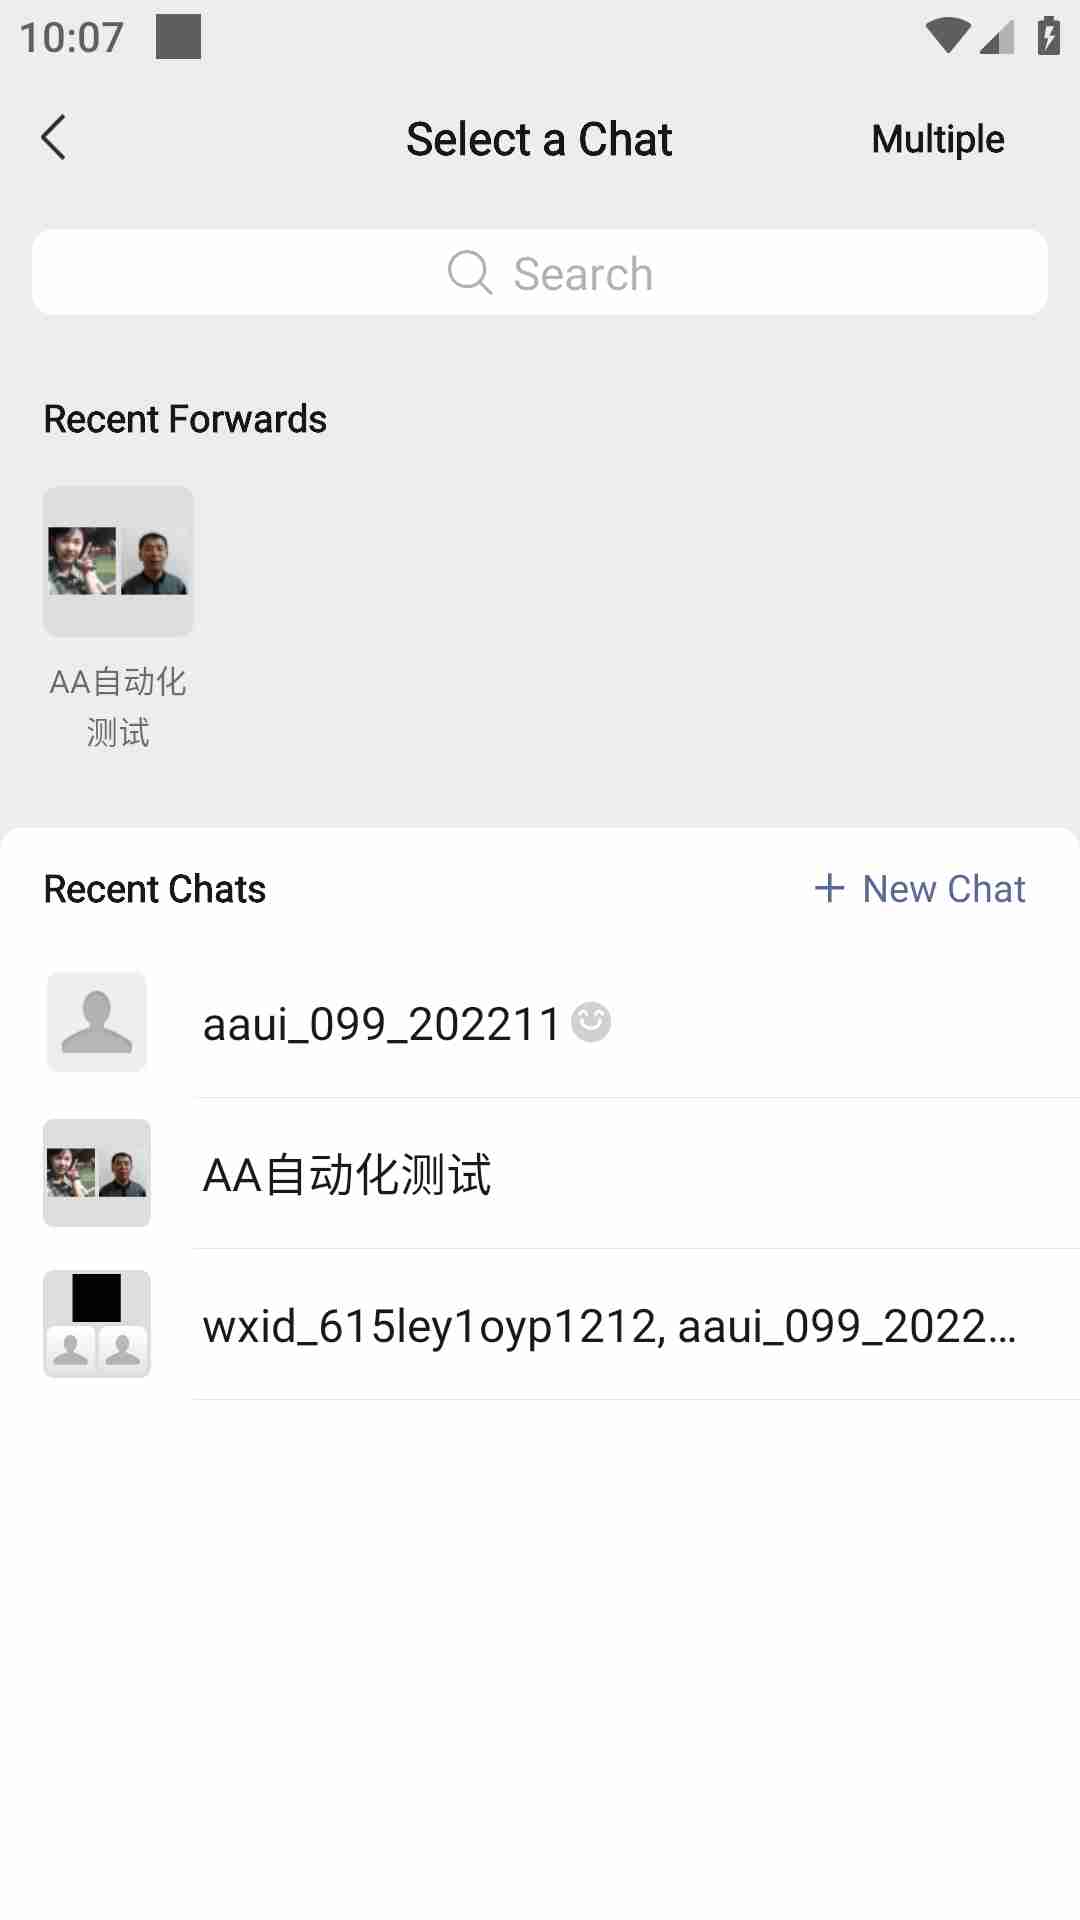 10:07
Select a Chat
Multiple
Search
Recent Forwards
AA自动化
测试
Recent Chats
+ New Chat
aaui_099_202211
AA自动化测试
wxid_615ley1oyp1212, aaui_099_2022...